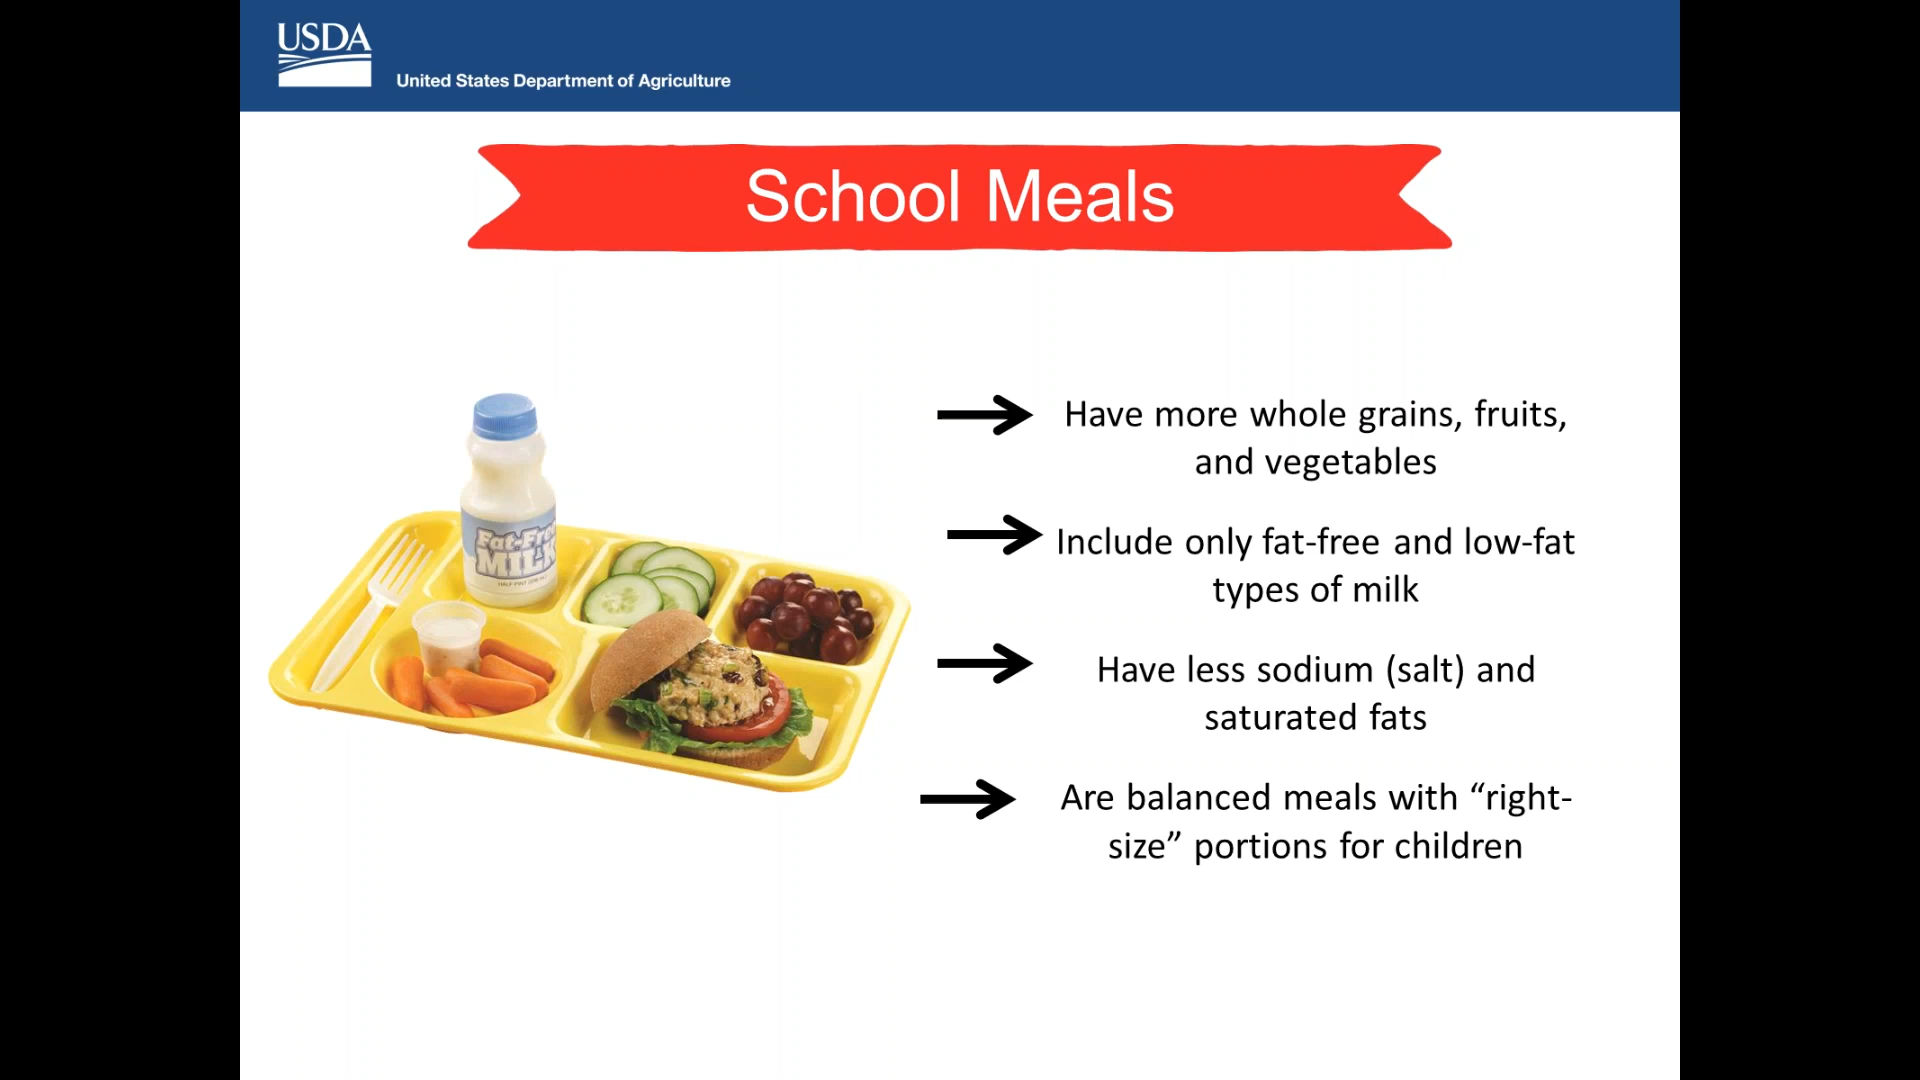 USDA
United States Department of Agriculture
School Meals
Have more whole grains, fruits,
and vegetables
Include only fat-free and low-fat
types of milk
Have less sodium (salt) and
saturated fats
Are balanced meals with “right-
size” portions for children
Fat-Free
MILK
HALF PINT